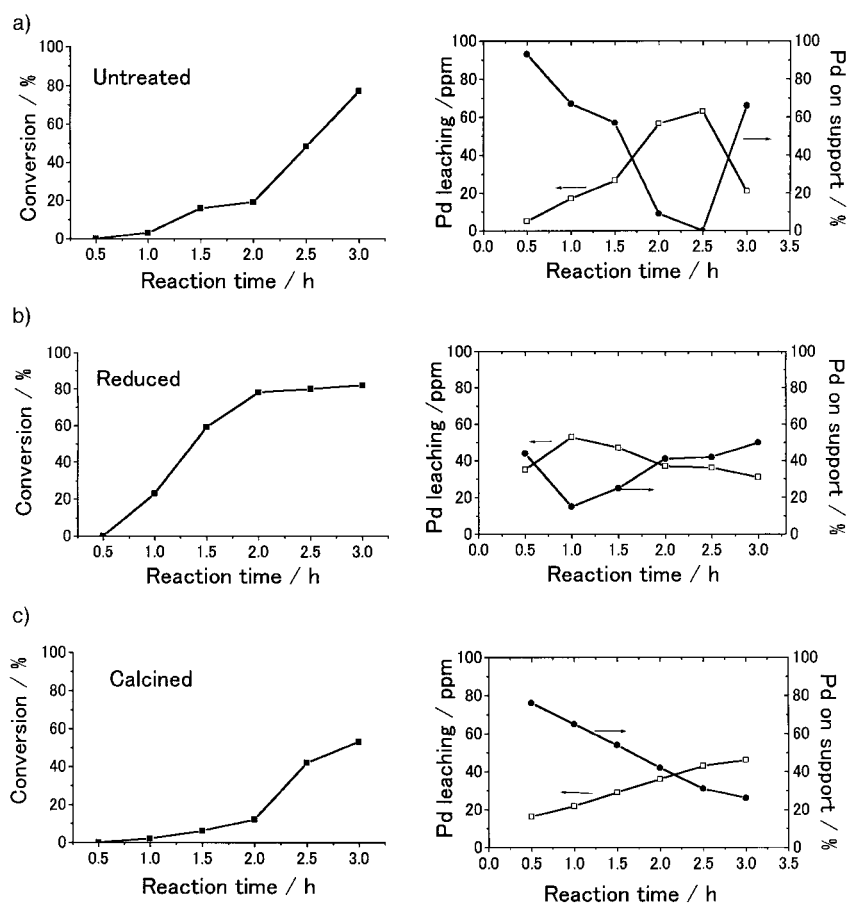 a)
Untreated
Conversion / %
100
80
60
40
20
0
0.5 1.0 1.5 2.0 2.5 3.0
Reaction time / h
Pd leaching /ppm
100
80
60
40
20
0
0.0 0.5 1.0 1.5 2.0 2.5 3.0 3.5
Reaction time / h
100
80
60
40
20
0
Pd on support / %
b)
Reduced
Conversion / %
100
80
60
40
20
0
0.5 1.0 1.5 2.0 2.5 3.0
Reaction time / h
Pd leaching /ppm
100
80
60
40
20
0
0.0 0.5 1.0 1.5 2.0 2.5 3.0
Reaction time / h
100
80
60
40
20
0
Pd on support / %
c)
Calcined
Conversion / %
100
80
60
40
20
0
0.5 1.0 1.5 2.0 2.5 3.0
Reaction time / h
Pd leaching / ppm
100
80
60
40
20
0
0.0 0.5 1.0 1.5 2.0 2.5 3.0 3.5
Reaction time / h
100
80
60
40
20
0
Pd on support / %